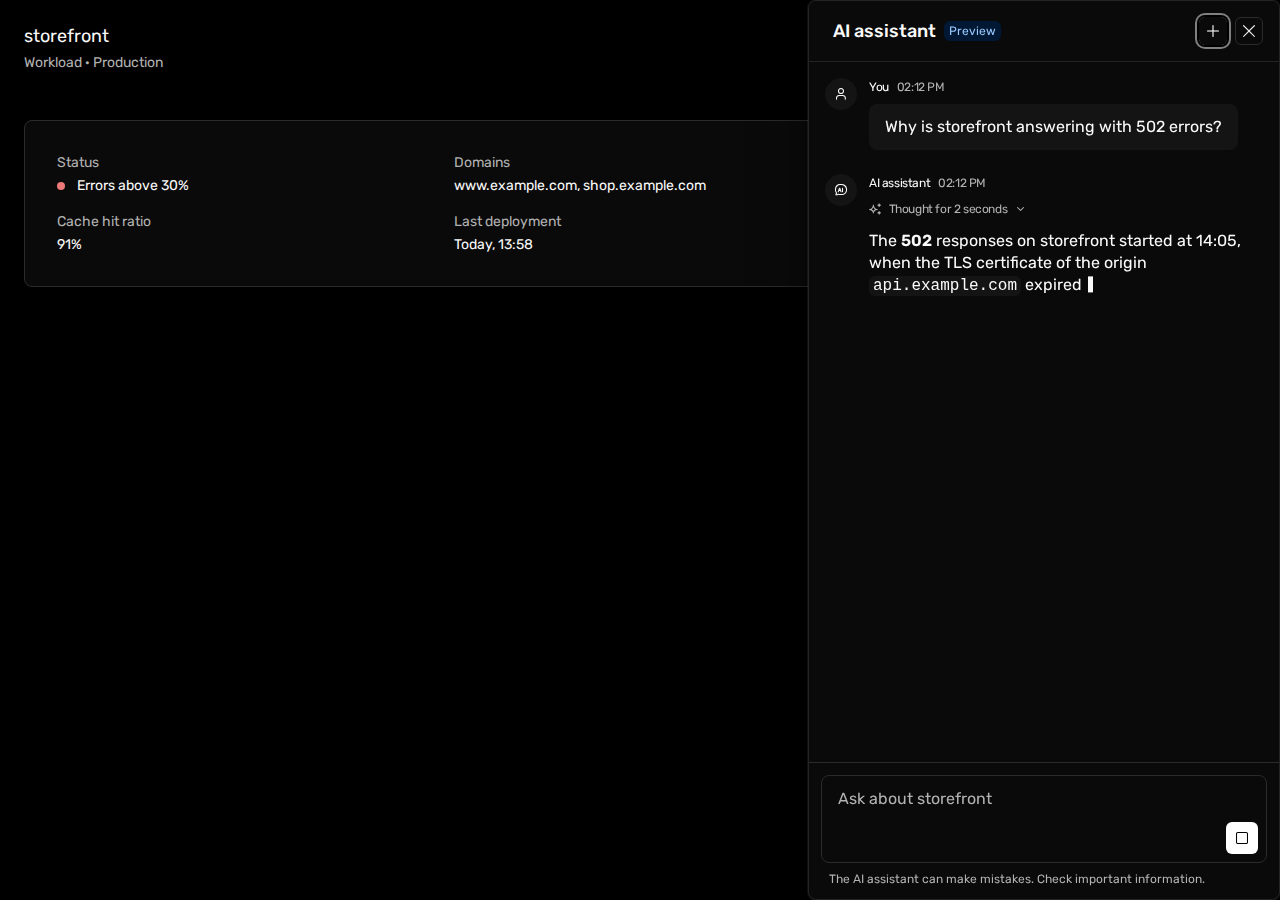 storefront
Workload • Production
Status
Errors above 30%
Domains
www.example.com, shop.example.com
Cache hit ratio
91%
Last deployment
Today, 13:58
AI assistant
Preview
You 02:12 PM
Why is storefront answering with 502 errors?
AI
AI assistant 02:12 PM
Thought for 2 seconds
The 502 responses on storefront started at 14:05,
when the TLS certificate of the origin
api.example.com expired
Ask about storefront
The AI assistant can make mistakes. Check important information.